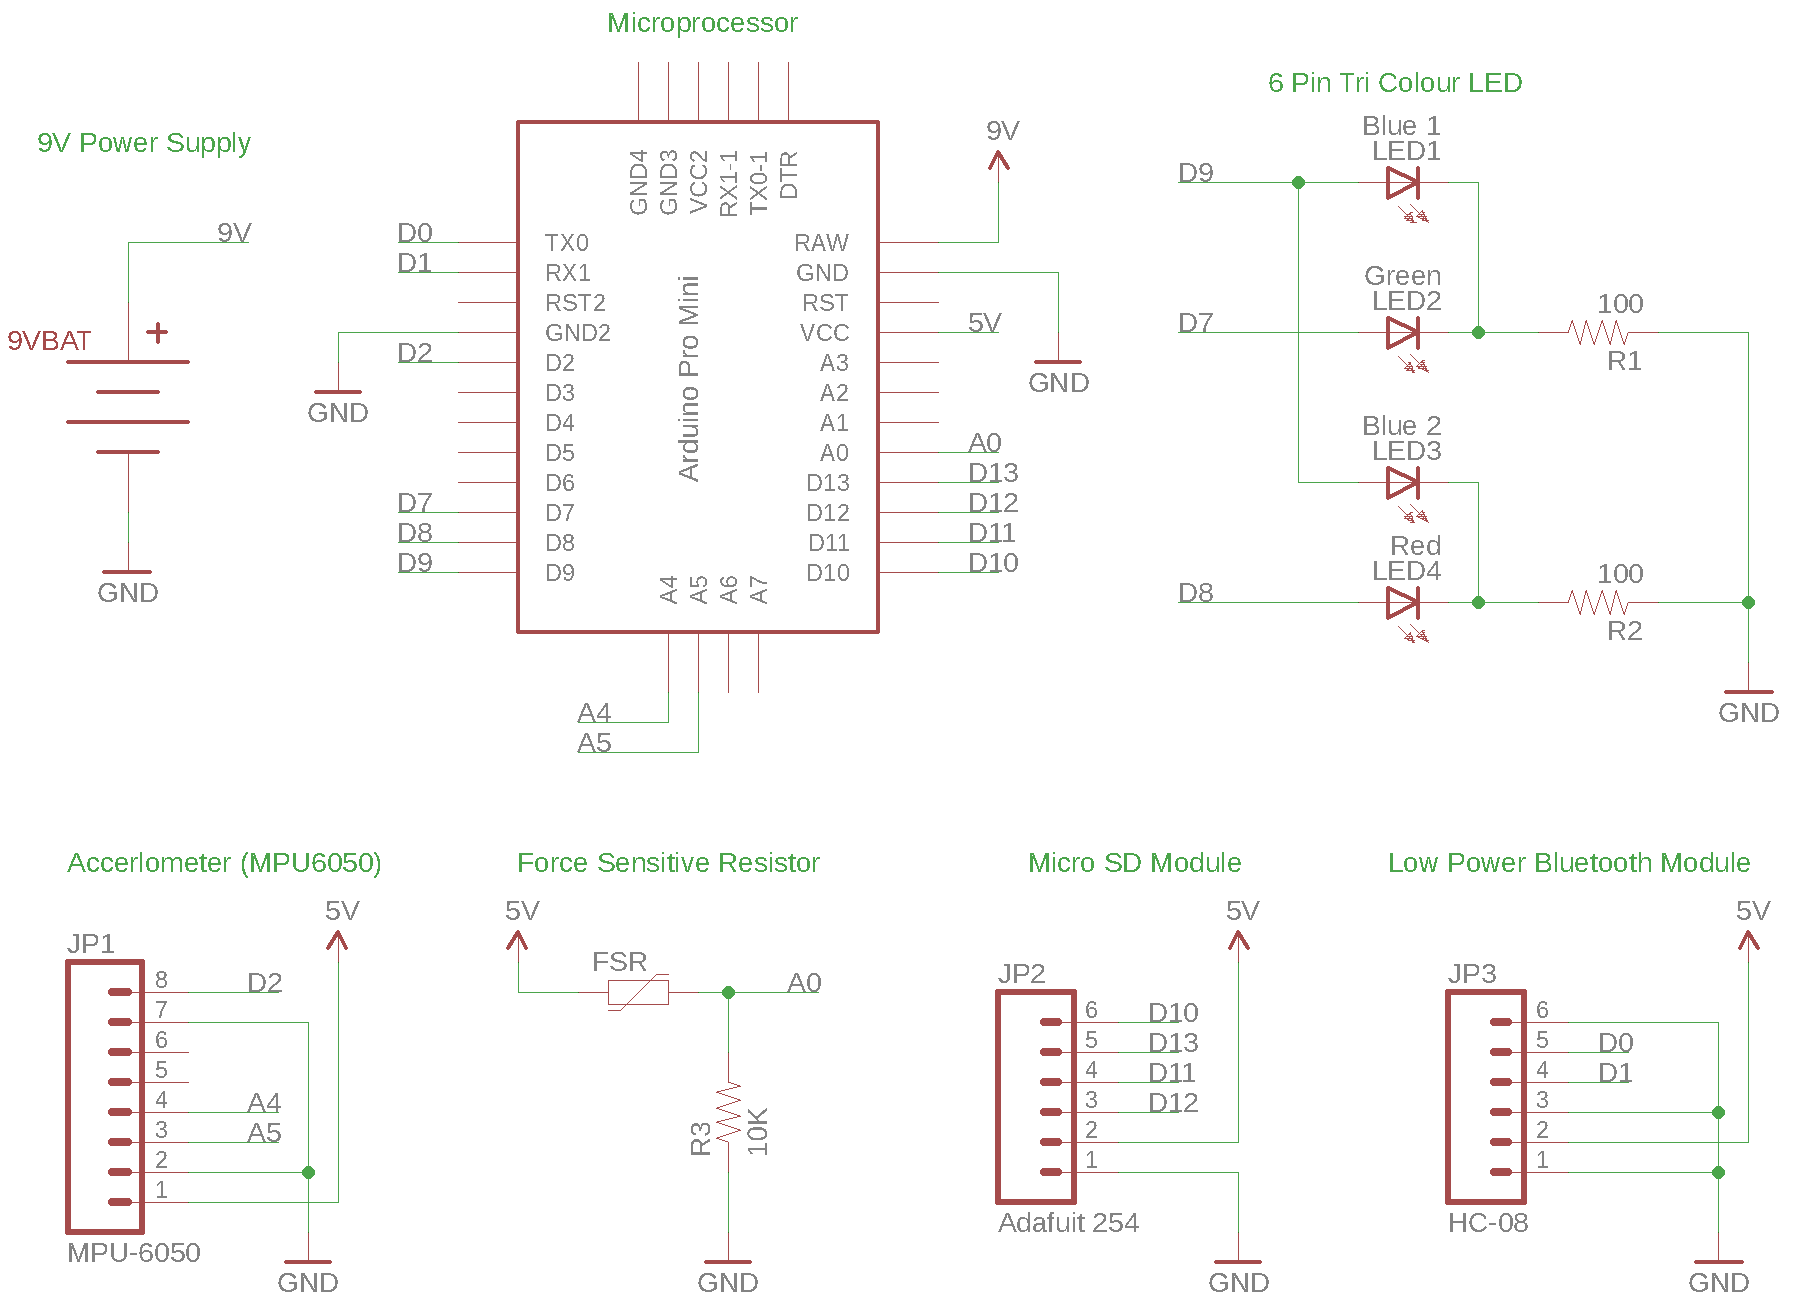 Microprocessor
6 Pin Tri Colour LED
9V Power Supply
9V
9VBAT
+
GND
GND4
GND3
VCC2
RX1-1
TX0-1
DTR
D0
D1
D2
D7
D8
D9
GND
TX0
RX1
RST2
GND2
D2
D3
D4
D5
D6
D7
D8
D9
Arduino Pro Mini
RAW
GND
RST
VCC
A3
A2
A1
A0
D13
D12
D11
D10
A4
A5
A6
A7
A4
A5
9V
5V
GND
A0
D13
D12
D11
D10
D9
Blue 1
LED1
D7
Green
LED2
100
R1
Blue 2
LED3
D8
Red
LED4
100
R2
GND
Accerlometer (MPU6050)
5V
JP1
8
7
6
5
4
3
2
1
D2
A4
A5
MPU-6050
GND
Force Sensitive Resistor
5V
FSR
A0
R3
10K
GND
Micro SD Module
5V
JP2
6
5
4
3
2
1
D10
D13
D11
D12
Adafuit 254
GND
Low Power Bluetooth Module
5V
JP3
6
5
4
3
2
1
D0
D1
HC-08
GND